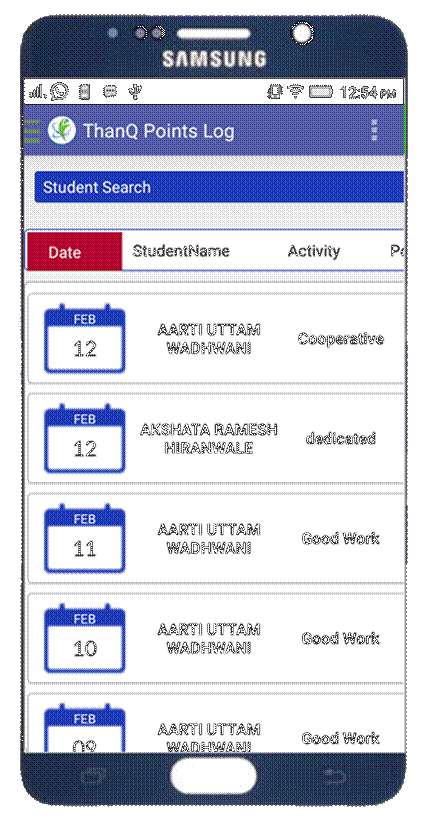 SAMSUNG
12:54 PM
ThanQ Points Log
Student Search
Date StudentName Activity
FEB
12
AARTI UTTAM
WADHWANI
Cooperative
FEB
12
AKSHATA RAMESH
HIRANWALE
dedicated
FEB
11
AARTI UTTAM
WADHWANI
Good Work
FEB
10
AARTI UTTAM
WADHWANI
Good Work
FEB
09
AARTI UTTAM
WADHWANI
Good Work